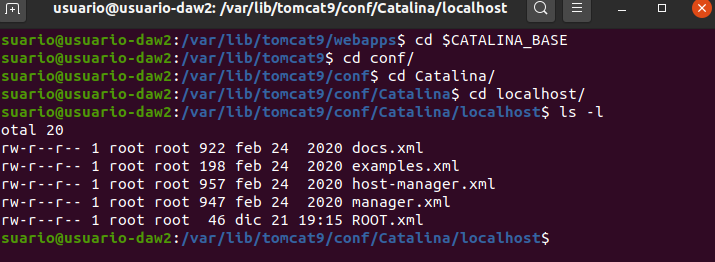 usuario@usuario-daw2: /var/lib/tomcat9/conf/Catalina/localhost
suario@usuario-daw2:/var/lib/tomcat9/webapps$ cd $CATALINA_BASE
suario@usuario-daw2:/var/lib/tomcat9$ cd conf/
suario@usuario-daw2:/var/lib/tomcat9/conf$ cd Catalina/
suario@usuario-daw2:/var/lib/tomcat9/conf/Catalina$ cd localhost/
suario@usuario-daw2:/var/lib/tomcat9/conf/Catalina/localhost$ ls -l
otal 20
rw-r--r-- 1 root root 922 feb 24  2020 docs.xml
rw-r--r-- 1 root root 198 feb 24  2020 examples.xml
rw-r--r-- 1 root root 957 feb 24  2020 host-manager.xml
rw-r--r-- 1 root root 947 feb 24  2020 manager.xml
rw-r--r-- 1 root root  46 dic 21 19:15 ROOT.xml
suario@usuario-daw2:/var/lib/tomcat9/conf/Catalina/localhost$